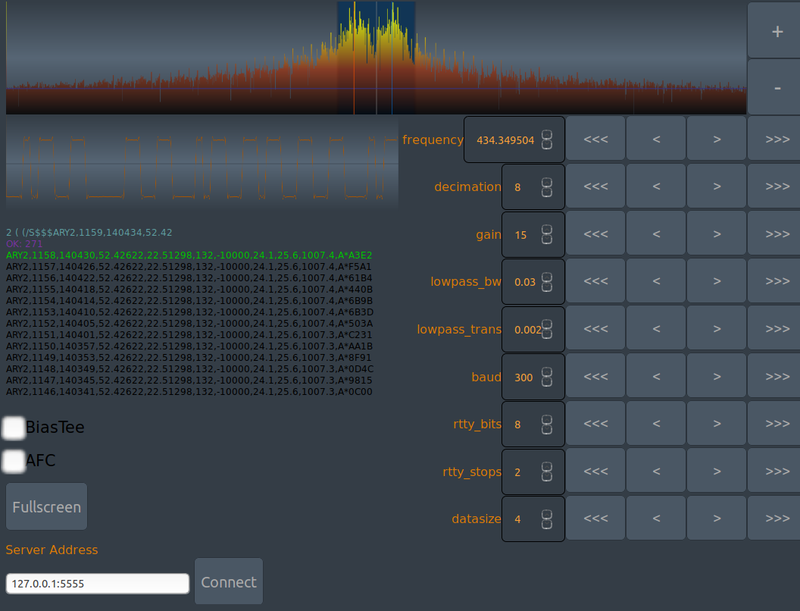 +
-
frequency 434.349504 <<< < > >>>
decimation 8 <<< < > >>>
gain 15 <<< < > >>>
lowpass_bw 0.03 <<< < > >>>
lowpass_trans 0.002 <<< < > >>>
baud 300 <<< < > >>>
rtty_bits 8 <<< < > >>>
rtty_stops 2 <<< < > >>>
datasize 4 <<< < > >>>
2 ( (/S$$$ARY2,1159,140434,52.42
OK: 271
ARY2,1158,140430,52.42622,22.51298,132,-10000,24.1,25.6,1007.4,A*A3E2
ARY2,1157,140426,52.42622,22.51298,132,-10000,24.1,25.6,1007.4,A*F5A1
ARY2,1156,140422,52.42622,22.51298,132,-10000,24.1,25.6,1007.4,A*61B4
ARY2,1155,140418,52.42622,22.51298,132,-10000,24.1,25.6,1007.4,A*440B
ARY2,1154,140414,52.42622,22.51298,132,-10000,24.1,25.6,1007.4,A*6B9B
ARY2,1153,140410,52.42622,22.51298,132,-10000,24.1,25.6,1007.4,A*6B3D
ARY2,1152,140405,52.42622,22.51298,132,-10000,24.1,25.6,1007.4,A*503A
ARY2,1151,140401,52.42622,22.51298,132,-10000,24.1,25.6,1007.4,A*C231
ARY2,1150,140357,52.42622,22.51298,132,-10000,24.1,25.6,1007.4,A*AA1B
ARY2,1149,140353,52.42622,22.51298,132,-10000,24.1,25.6,1007.3,A*8F91
ARY2,1148,140349,52.42622,22.51298,132,-10000,24.1,25.6,1007.4,A*0D4C
ARY2,1147,140345,52.42622,22.51298,132,-10000,24.1,25.6,1007.4,A*9815
ARY2,1146,140341,52.42622,22.51298,132,-10000,24.1,25.6,1007.3,A*0C00
BiasTee
AFC
Fullscreen
Server Address
127.0.0.1:5555 Connect